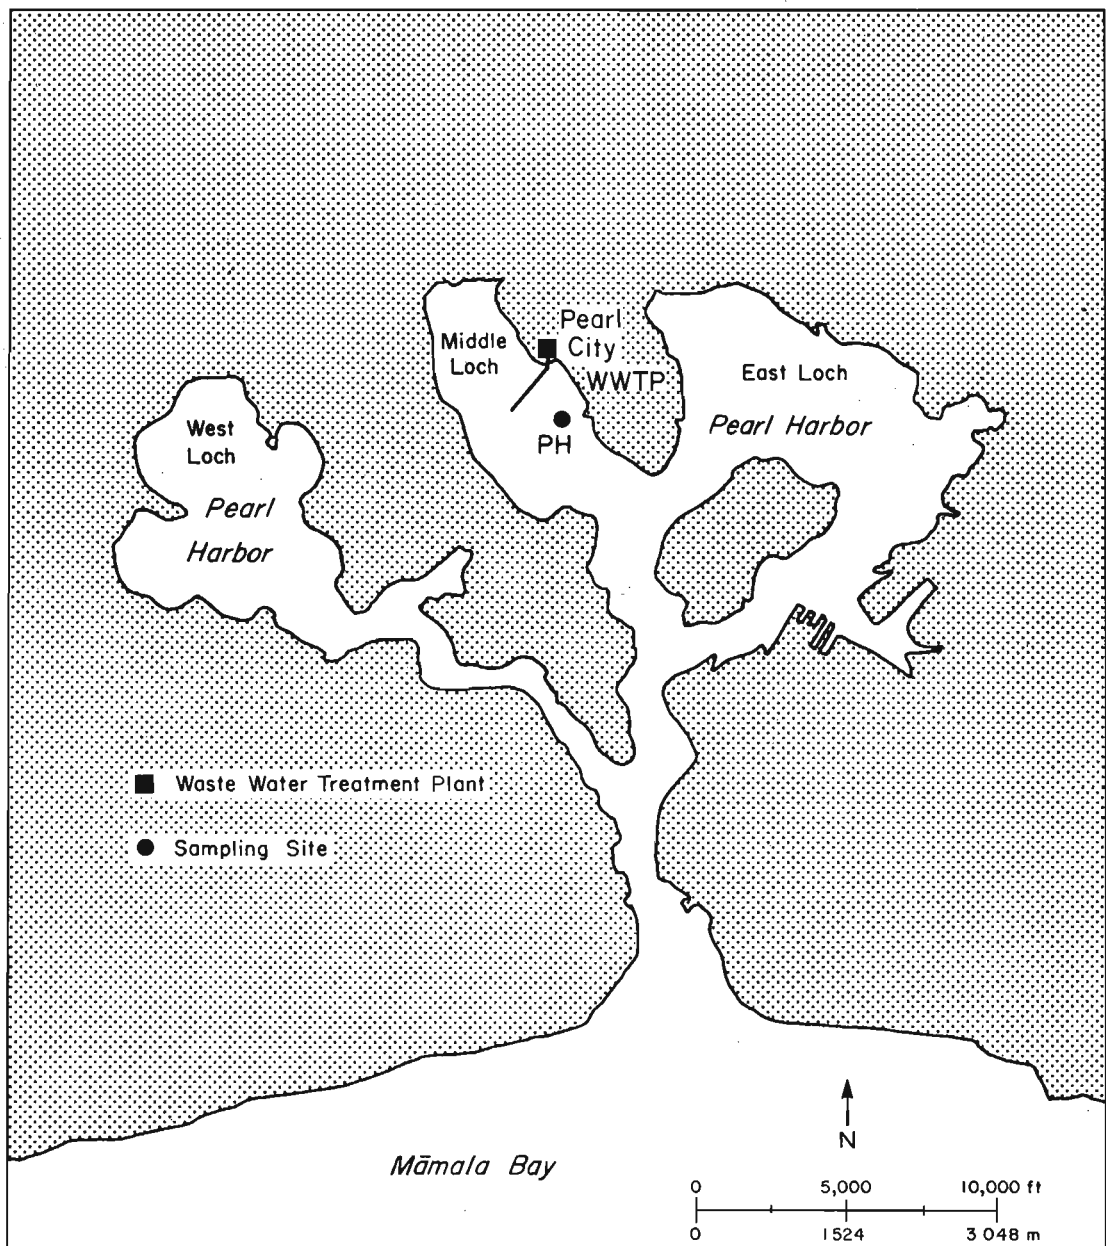 Pearl
City
WWTP
Middle
Loch
East Loch
Pearl Harbor
PH
West
Loch
Pearl
Harbor
Waste Water Treatment Plant
Sampling Site
N
Māmala Bay
0 5,000 10,000 ft
0 1524 3 048 m